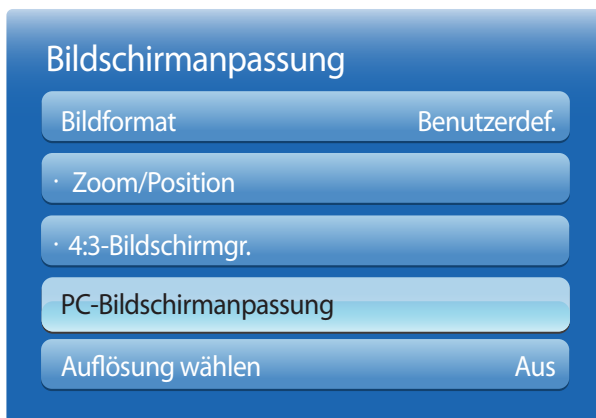 Bildschirmanpassung
Bildformat Benutzerdef.
· Zoom/Position
· 4:3-Bildschirmgr.
PC-Bildschirmanpassung
Auflösung wählen Aus